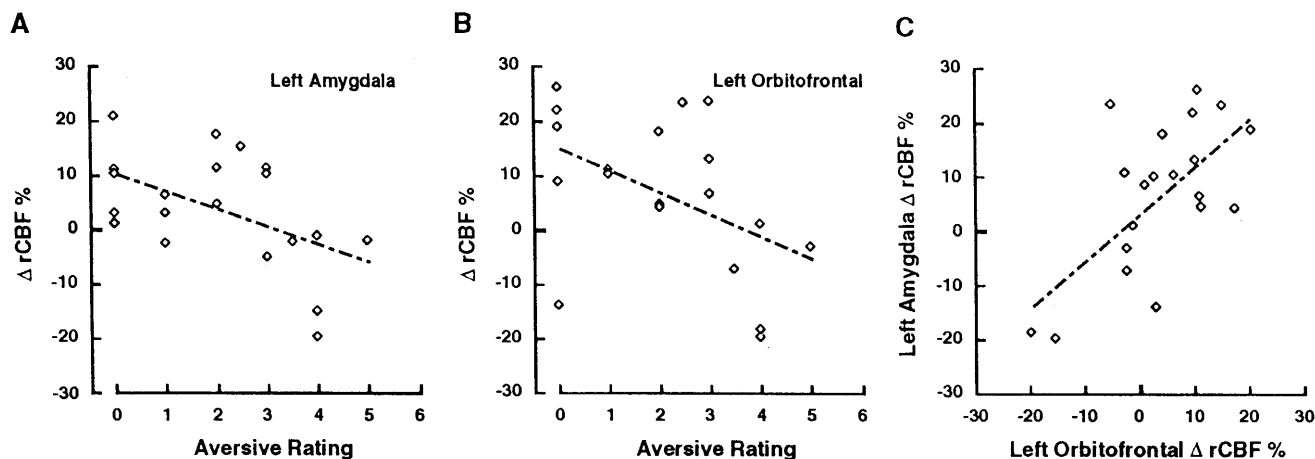 A
Left Amygdala
Δ rCBF %
30
20
10
0
-10
-20
-30
0 1 2 3 4 5 6
Aversive Rating
B
Left Orbitofrontal
Δ rCBF %
30
20
10
0
-10
-20
-30
0 1 2 3 4 5 6
Aversive Rating
C
Left Amygdala Δ rCBF %
30
20
10
0
-10
-20
-30
-30 -20 -10 0 10 20 30
Left Orbitofrontal Δ rCBF %